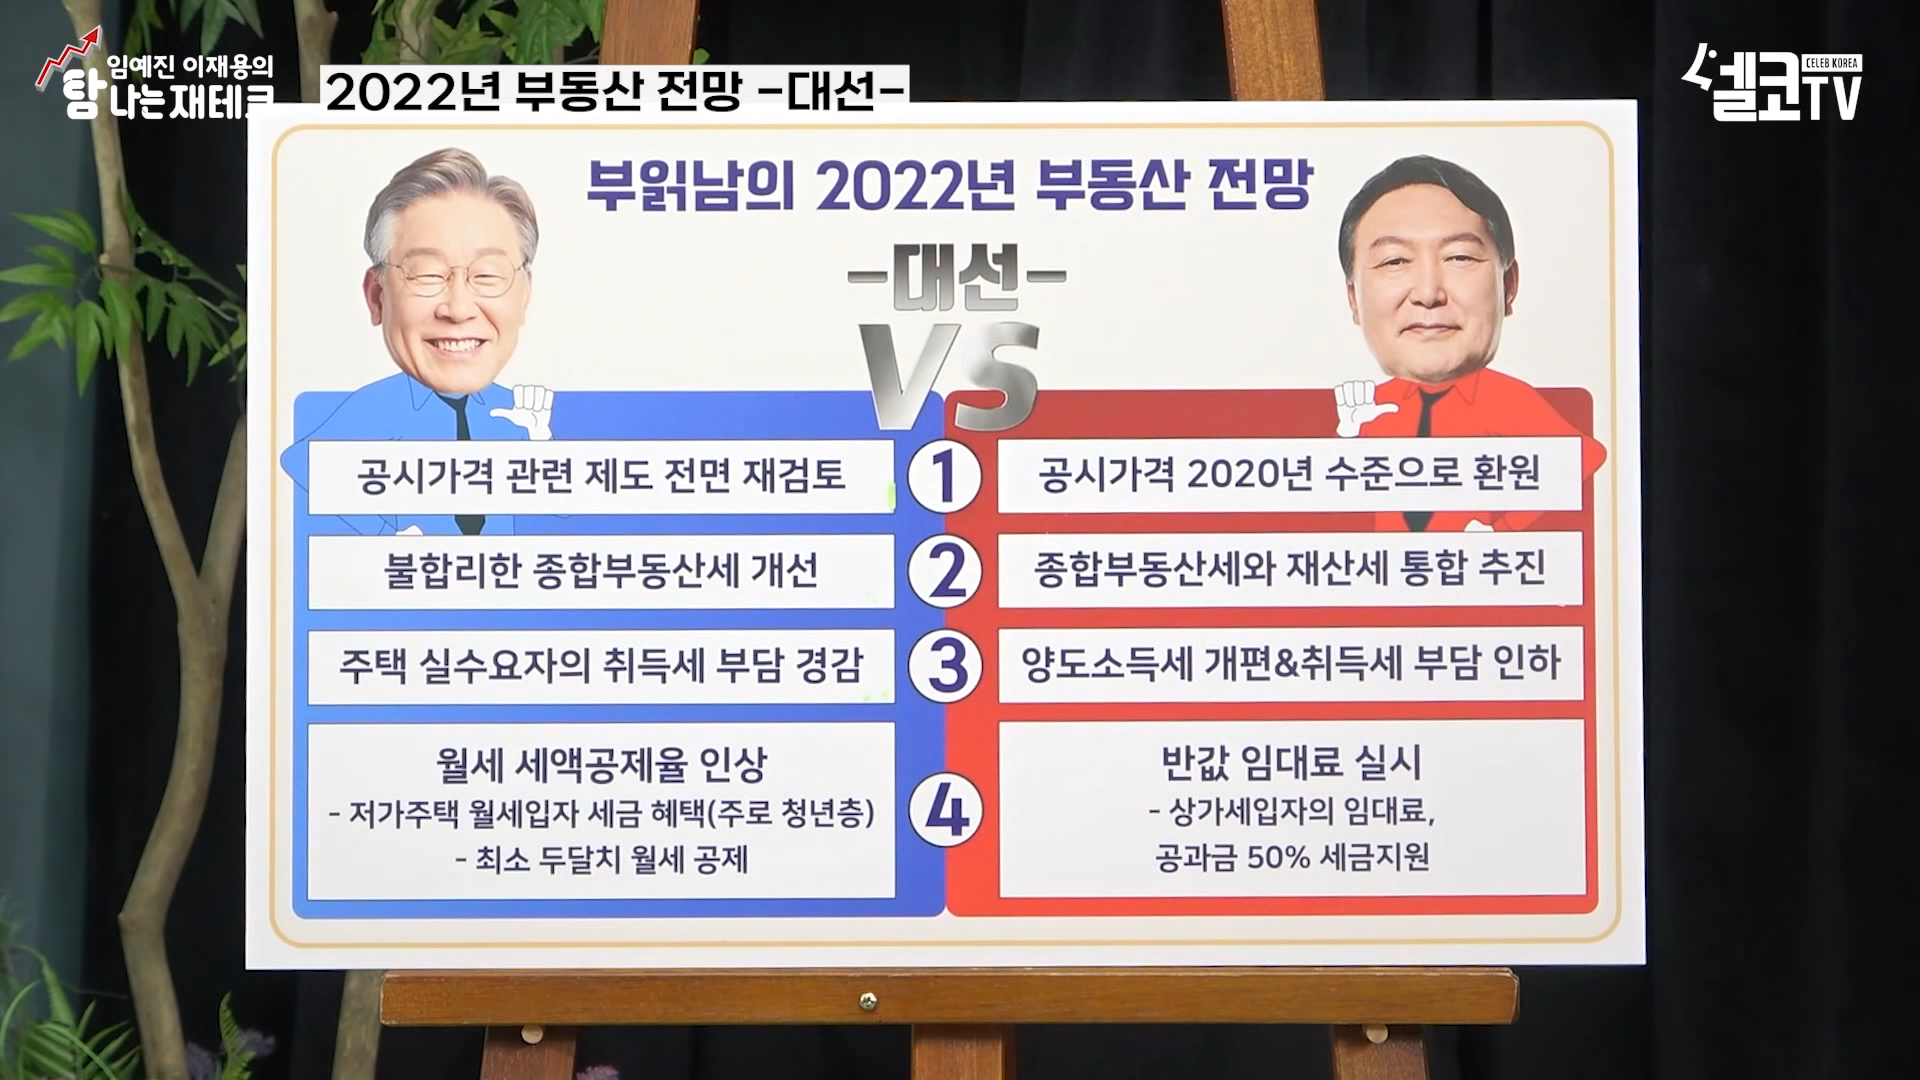 임예진 이재용의
탐나는재테크
2022년 부동산 전망 -대선-
셀코TV
CELEB KOREA
부읽남의 2022년 부동산 전망
-대선-
VS
공시가격 관련 제도 전면 재검토
1
공시가격 2020년 수준으로 환원
불합리한 종합부동산세 개선
2
종합부동산세와 재산세 통합 추진
주택 실수요자의 취득세 부담 경감
3
양도소득세 개편&취득세 부담 인하
월세 세액공제율 인상
- 저가주택 월세입자 세금 혜택(주로 청년층)
- 최소 두달치 월세 공제
4
반값 임대료 실시
- 상가세입자의 임대료,
공과금 50% 세금지원